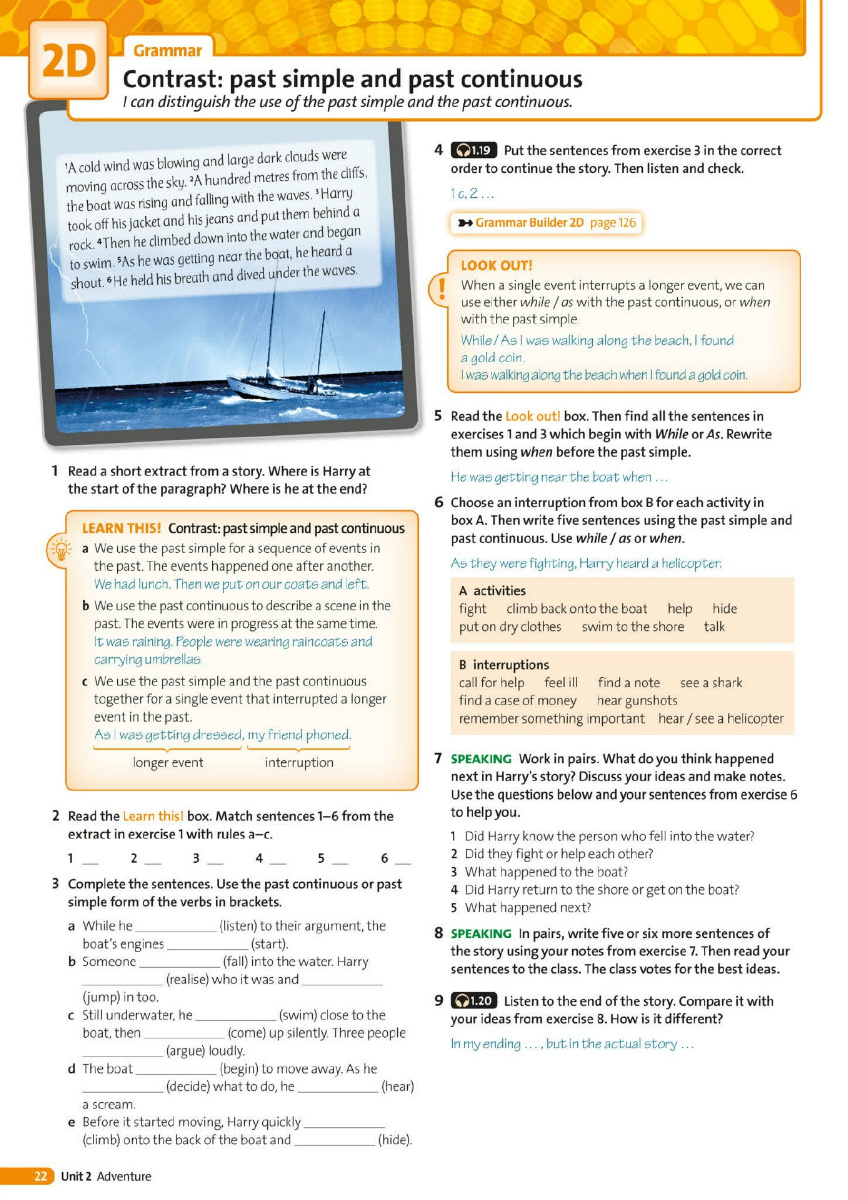 2D
Grammar
Contrast: past simple and past continuous
I can distinguish the use of the past simple and the past continuous.
¹A cold wind was blowing and large dark clouds were
moving across the sky. ²A hundred metres from the cliffs,
the boat was rising and falling with the waves. ³Harry
took off his jacket and his jeans and put them behind a
rock. ⁴Then he climbed down into the water and began
to swim. ⁵As he was getting near the boat, he heard a
shout. ⁶He held his breath and dived under the waves.
1 Read a short extract from a story. Where is Harry at
the start of the paragraph? Where is he at the end?
LEARN THIS! Contrast: past simple and past continuous
a We use the past simple for a sequence of events in
the past. The events happened one after another.
We had lunch. Then we put on our coats and left.
b We use the past continuous to describe a scene in the
past. The events were in progress at the same time.
It was raining. People were wearing raincoats and
carrying umbrellas.
c We use the past simple and the past continuous
together for a single event that interrupted a longer
event in the past.
As I was getting dressed, my friend phoned.
longer event interruption
2 Read the Learn this! box. Match sentences 1–6 from the
extract in exercise 1 with rules a–c.
1 __ 2 __ 3 __ 4 __ 5 __ 6 __
3 Complete the sentences. Use the past continuous or past
simple form of the verbs in brackets.
a While he ____________ (listen) to their argument, the
boat's engines ____________ (start).
b Someone ____________ (fall) into the water. Harry
____________ (realise) who it was and ____________
(jump) in too.
c Still underwater, he ____________ (swim) close to the
boat, then ____________ (come) up silently. Three people
____________ (argue) loudly.
d The boat ____________ (begin) to move away. As he
____________ (decide) what to do, he ____________ (hear)
a scream.
e Before it started moving, Harry quickly ____________
(climb) onto the back of the boat and ____________ (hide).
4 1.19 Put the sentences from exercise 3 in the correct
order to continue the story. Then listen and check.
1 c, 2 ...
Grammar Builder 2D page 126
LOOK OUT!
!
When a single event interrupts a longer event, we can
use either while / as with the past continuous, or when
with the past simple.
While / As I was walking along the beach, I found
a gold coin.
I was walking along the beach when I found a gold coin.
5 Read the Look out! box. Then find all the sentences in
exercises 1 and 3 which begin with While or As. Rewrite
them using when before the past simple.
He was getting near the boat when ...
6 Choose an interruption from box B for each activity in
box A. Then write five sentences using the past simple and
past continuous. Use while / as or when.
As they were fighting, Harry heard a helicopter.
A activities
fight climb back onto the boat help hide
put on dry clothes swim to the shore talk
B interruptions
call for help feel ill find a note see a shark
find a case of money hear gunshots
remember something important hear / see a helicopter
7 SPEAKING Work in pairs. What do you think happened
next in Harry's story? Discuss your ideas and make notes.
Use the questions below and your sentences from exercise 6
to help you.
1 Did Harry know the person who fell into the water?
2 Did they fight or help each other?
3 What happened to the boat?
4 Did Harry return to the shore or get on the boat?
5 What happened next?
8 SPEAKING In pairs, write five or six more sentences of
the story using your notes from exercise 7. Then read your
sentences to the class. The class votes for the best ideas.
9 1.20 Listen to the end of the story. Compare it with
your ideas from exercise 8. How is it different?
In my ending ... , but in the actual story ...
22 Unit 2 Adventure